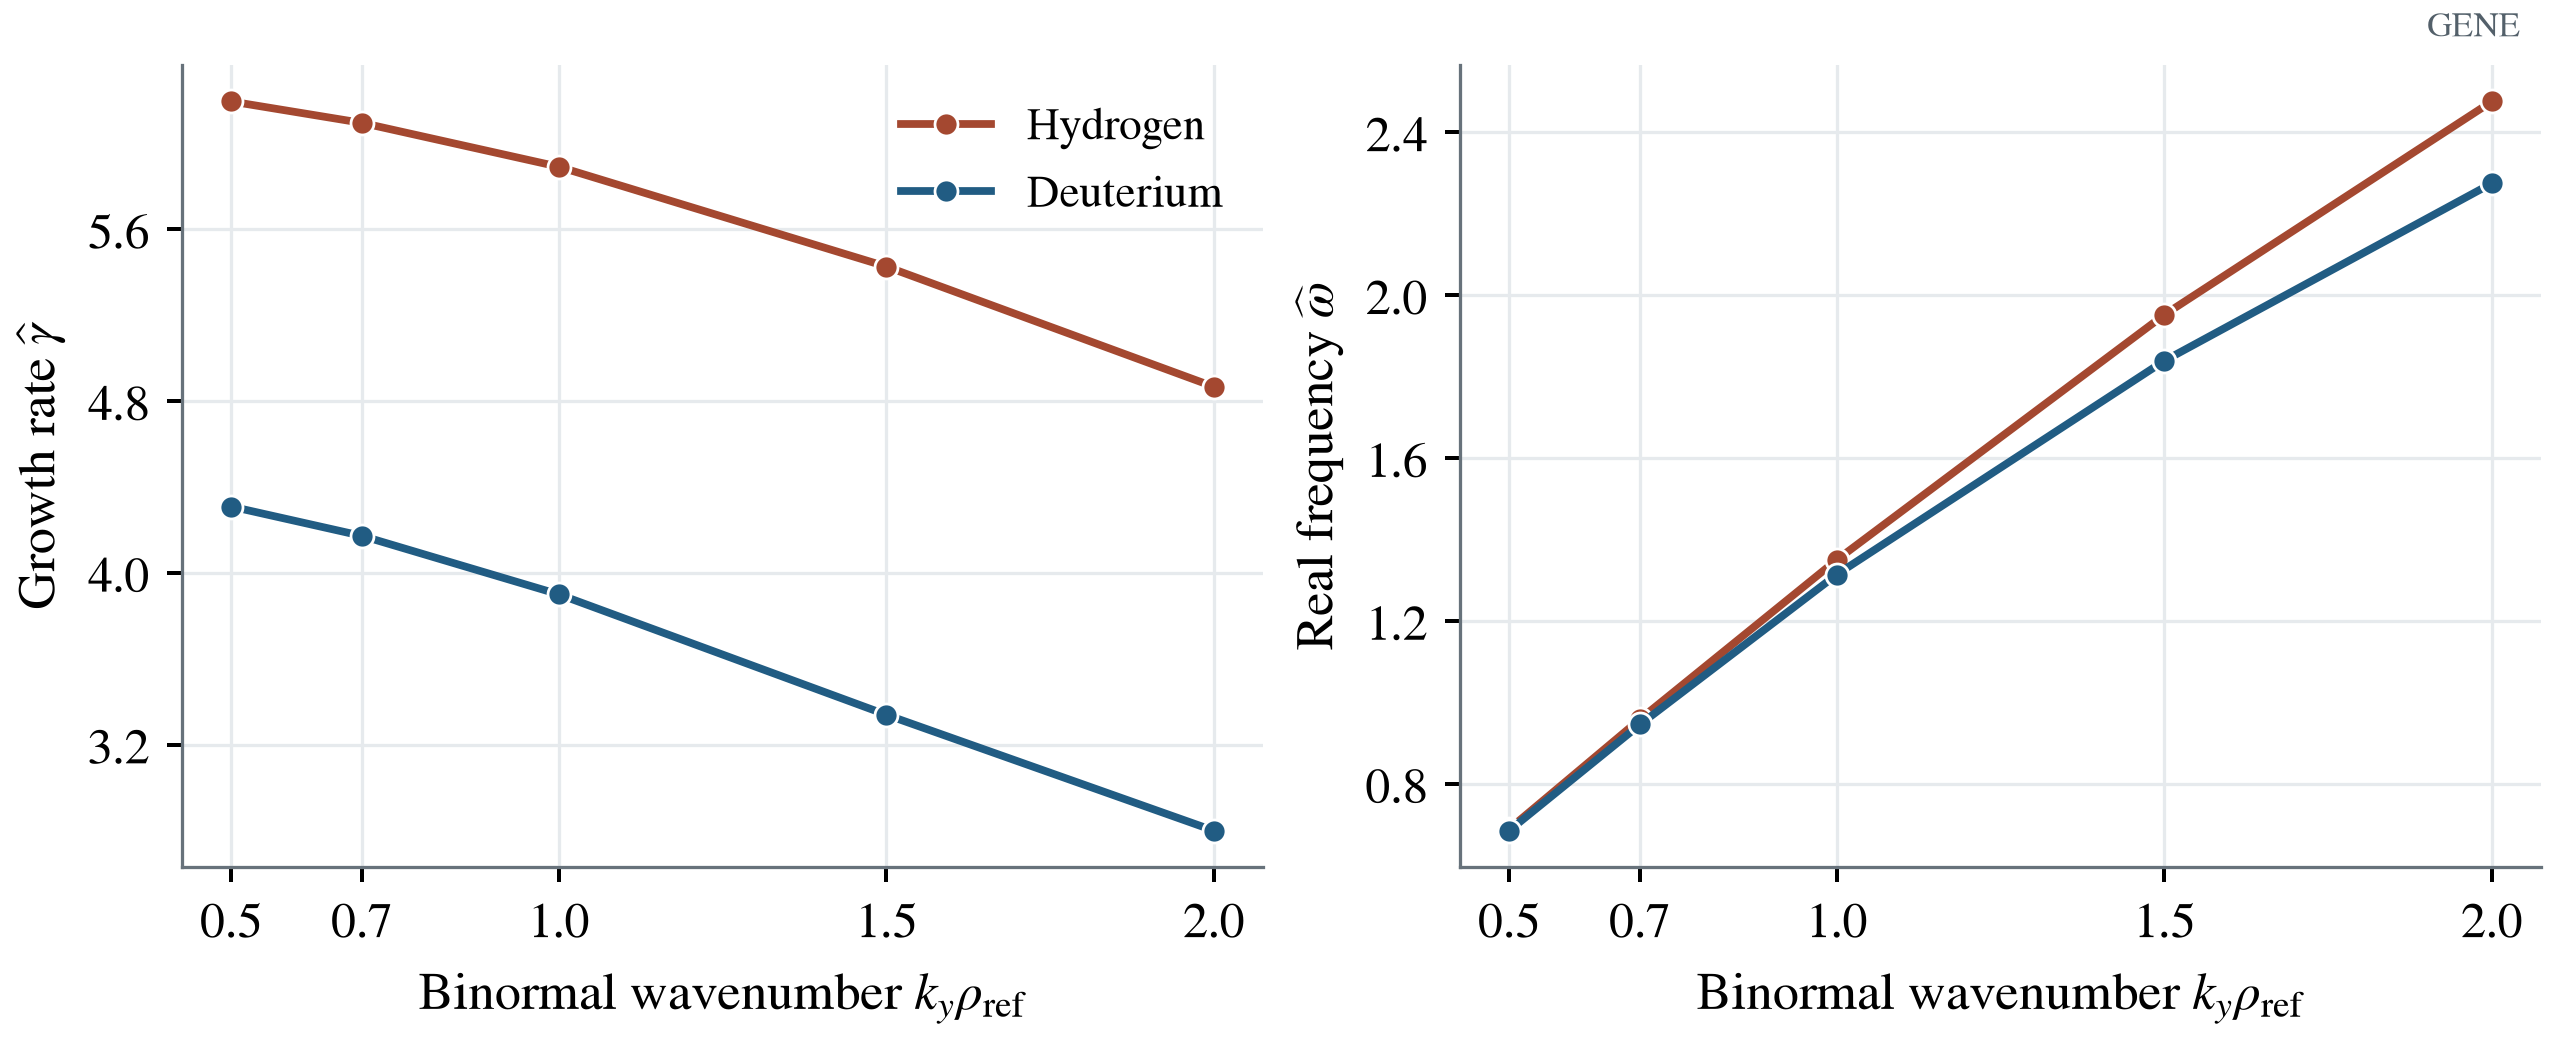 GENE
Growth rate γ̂
5.6
4.8
4.0
3.2
Hydrogen
Deuterium
0.5 0.7 1.0 1.5 2.0
Binormal wavenumber kyρref
Real frequency ω̂
2.4
2.0
1.6
1.2
0.8
0.5 0.7 1.0 1.5 2.0
Binormal wavenumber kyρref